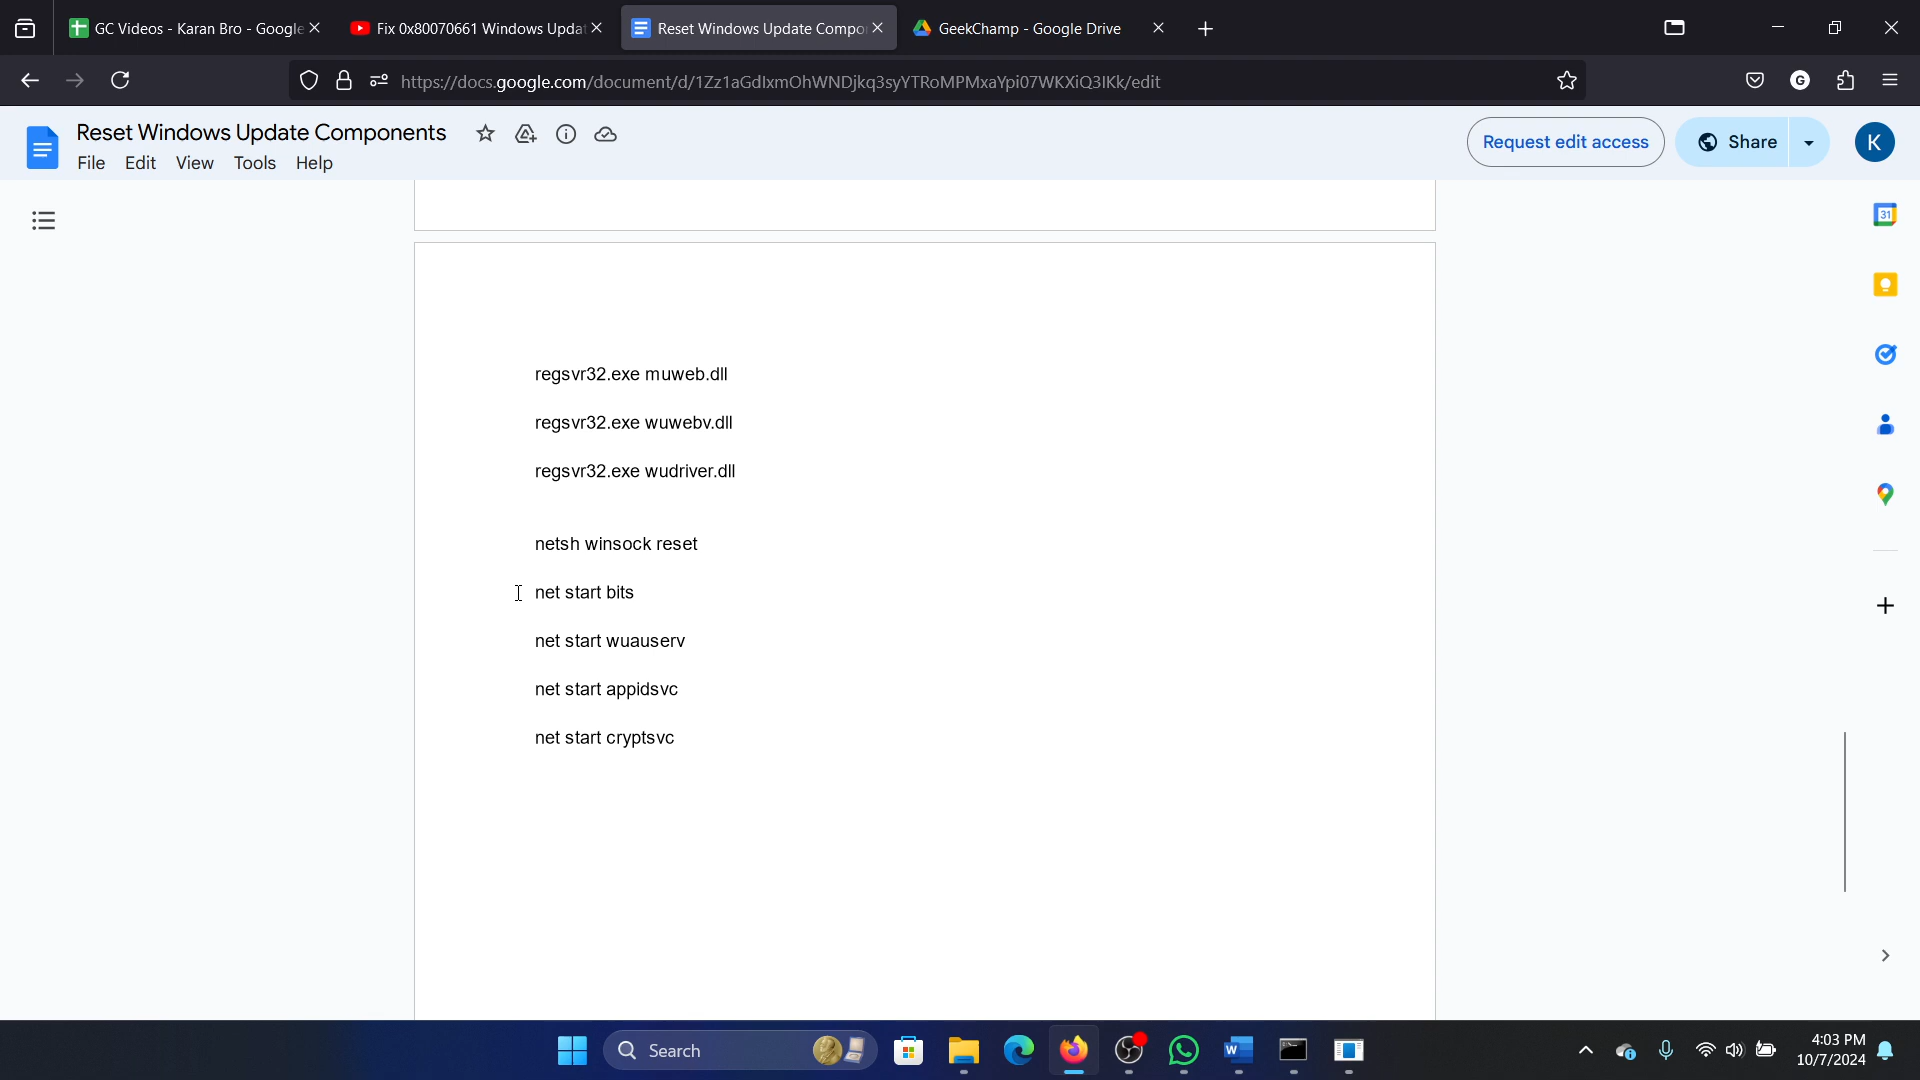 GC Videos - Karan Bro - Google
Fix 0x80070661 Windows Updat
Reset Windows Update Compo
GeekChamp - Google Drive
https://docs.google.com/document/d/1Zz1aGdlxmOhWNDjkq3syYTRoMPMxaYpi07WKXiQ3IKk/edit
G
Reset Windows Update Components
File Edit View Tools Help
Request edit access
Share
K
31
regsvr32.exe muweb.dll
regsvr32.exe wuwebv.dll
regsvr32.exe wudriver.dll
netsh winsock reset
net start bits
net start wuauserv
net start appidsvc
net start cryptsvc
Search
W
4:03 PM
10/7/2024